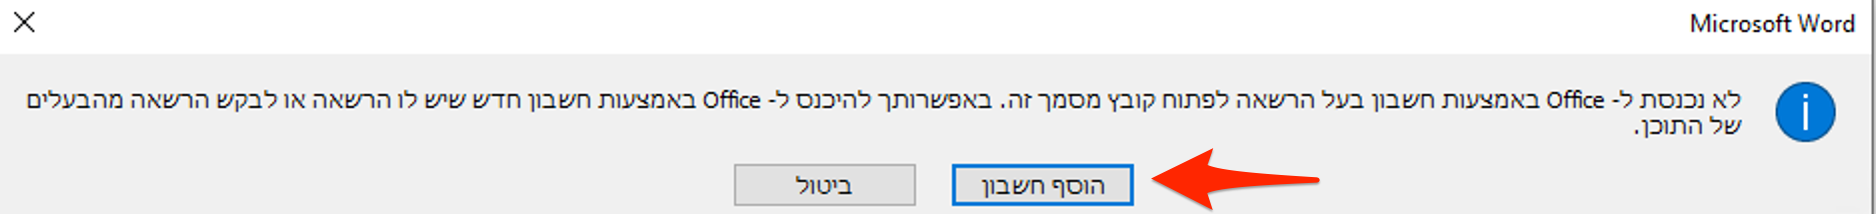 Microsoft Word
לא נכנסת ל- Office באמצעות חשבון בעל הרשאה לפתוח קובץ מסמך זה. באפשרותך להיכנס ל- Office באמצעות חשבון חדש שיש לו הרשאה או לבקש הרשאה מהבעלים
של התוכן.
הוסף חשבון
ביטול